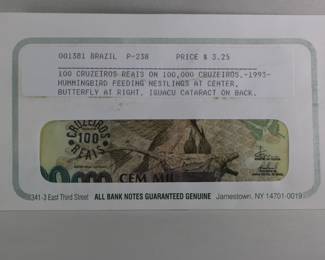 001381 BRAZIL P-238 PRICE $ 3.25
100 CRUZEIROS REAIS ON 100,000 CRUZEIROS.-1993-
HUMMINGBIRD FEEDING NESTLINGS AT CENTER,
BUTTERFLY AT RIGHT, IGUACU CATARACT ON BACK.
CRUZEIROS
100
REAIS
CEM MIL
341-3 East Third Street ALL BANK NOTES GUARANTEED GENUINE Jamestown, NY 14701-0019